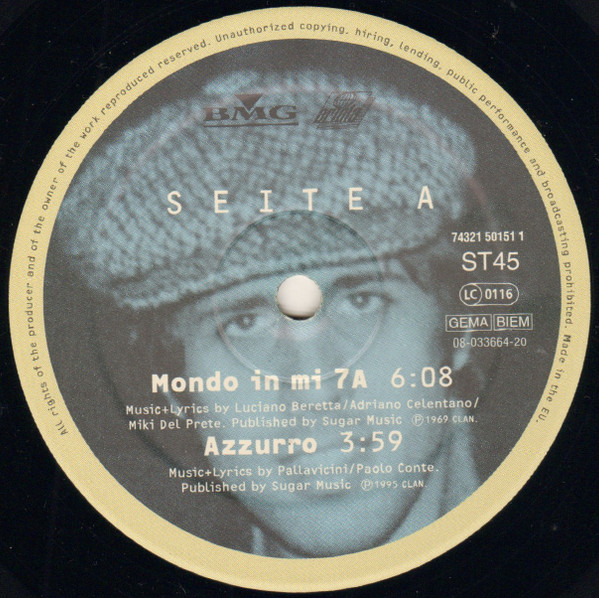 All rights of the producer and of the owner of the work reproduced reserved. Unauthorized copying, hiring, lending, public performance and broadcasting prohibited. Made in the EU.
BMG
SEITE A
74321 50151 1
ST45
LC 0116
GEMA BIEM
08-033664-20
Mondo in mi 7A 6:08
Music+Lyrics by Luciano Beretta/Adriano Celentano/
Miki Del Prete. Published by Sugar Music ℗1969 CLAN.
Azzurro 3:59
Music+Lyrics by Pallavicini/Paolo Conte.
Published by Sugar Music ℗1995 CLAN.